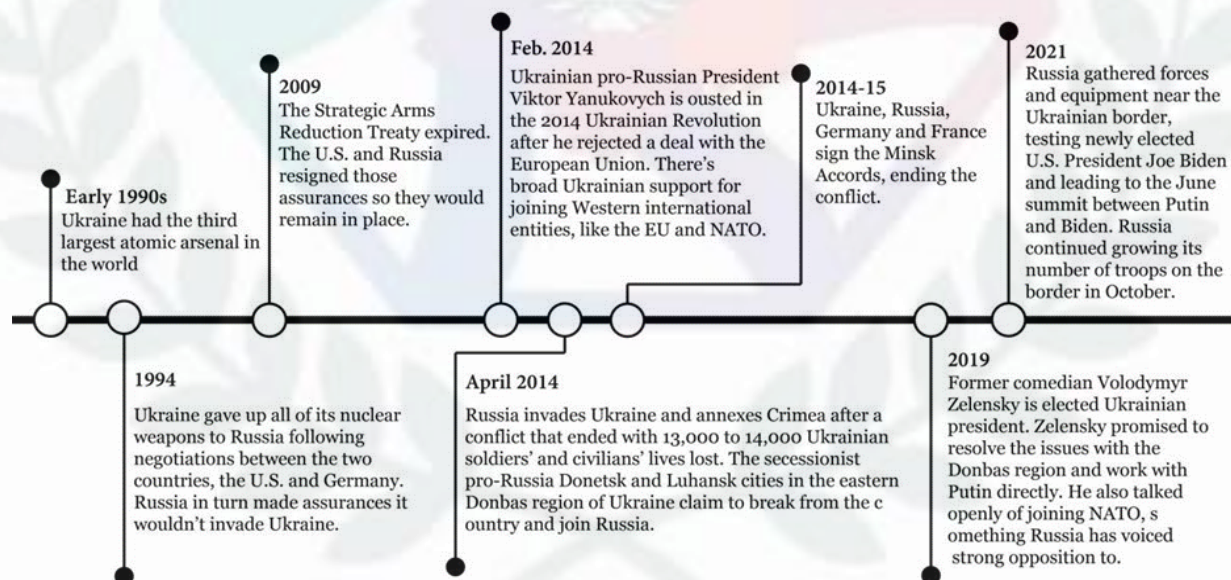 Early 1990s
Ukraine had the third
largest atomic arsenal in
the world
1994
Ukraine gave up all of its nuclear
weapons to Russia following
negotiations between the two
countries, the U.S. and Germany.
Russia in turn made assurances it
wouldn't invade Ukraine.
2009
The Strategic Arms
Reduction Treaty expired.
The U.S. and Russia
resigned those
assurances so they would
remain in place.
Feb. 2014
Ukrainian pro-Russian President
Viktor Yanukovych is ousted in
the 2014 Ukrainian Revolution
after he rejected a deal with the
European Union. There's
broad Ukrainian support for
joining Western international
entities, like the EU and NATO.
April 2014
Russia invades Ukraine and annexes Crimea after a
conflict that ended with 13,000 to 14,000 Ukrainian
soldiers' and civilians' lives lost. The secessionist
pro-Russia Donetsk and Luhansk cities in the eastern
Donbas region of Ukraine claim to break from the c
ountry and join Russia.
2014-15
Ukraine, Russia,
Germany and France
sign the Minsk
Accords, ending the
conflict.
2019
Former comedian Volodymyr
Zelensky is elected Ukrainian
president. Zelensky promised to
resolve the issues with the
Donbas region and work with
Putin directly. He also talked
openly of joining NATO, s
omething Russia has voiced
strong opposition to.
2021
Russia gathered forces
and equipment near the
Ukrainian border,
testing newly elected
U.S. President Joe Biden
and leading to the June
summit between Putin
and Biden. Russia
continued growing its
number of troops on the
border in October.